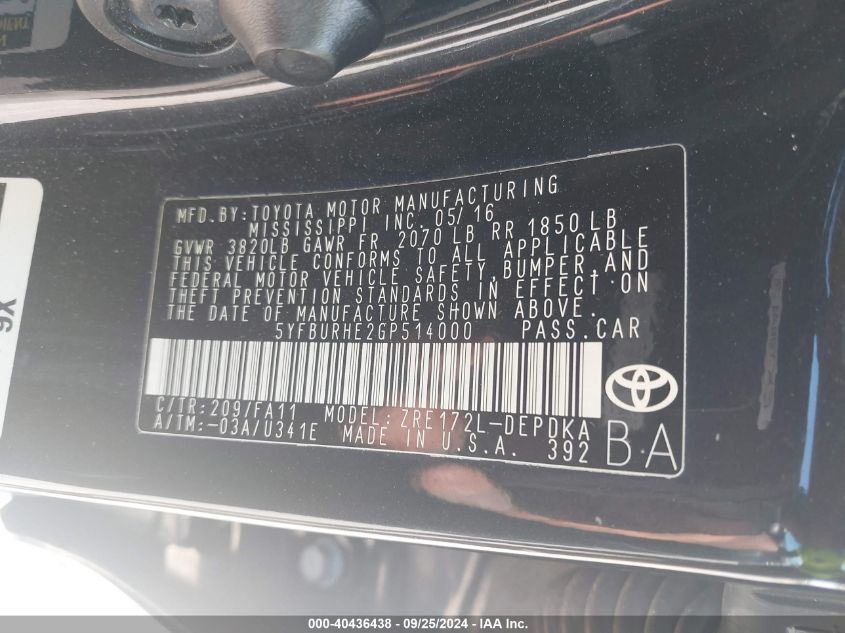 MFD. BY: TOYOTA MOTOR MANUFACTURING
MISSISSIPPI INC. 05/16
GVWR 3820LB GAWR FR 2070 LB RR 1850 LB
THIS VEHICLE CONFORMS TO ALL APPLICABLE
FEDERAL MOTOR VEHICLE SAFETY, BUMPER, AND
THEFT PREVENTION STANDARDS IN EFFECT ON
THE DATE OF MANUFACTURE SHOWN ABOVE.
5YFBURHE2GP514000 PASS.CAR
C/TR: 209/FA11 MODEL: ZRE172L-DEPDKA
A/TM:-03A/U341E MADE IN U.S.A. 392 B·A
000-40436438 - 09/25/2024 - IAA Inc.